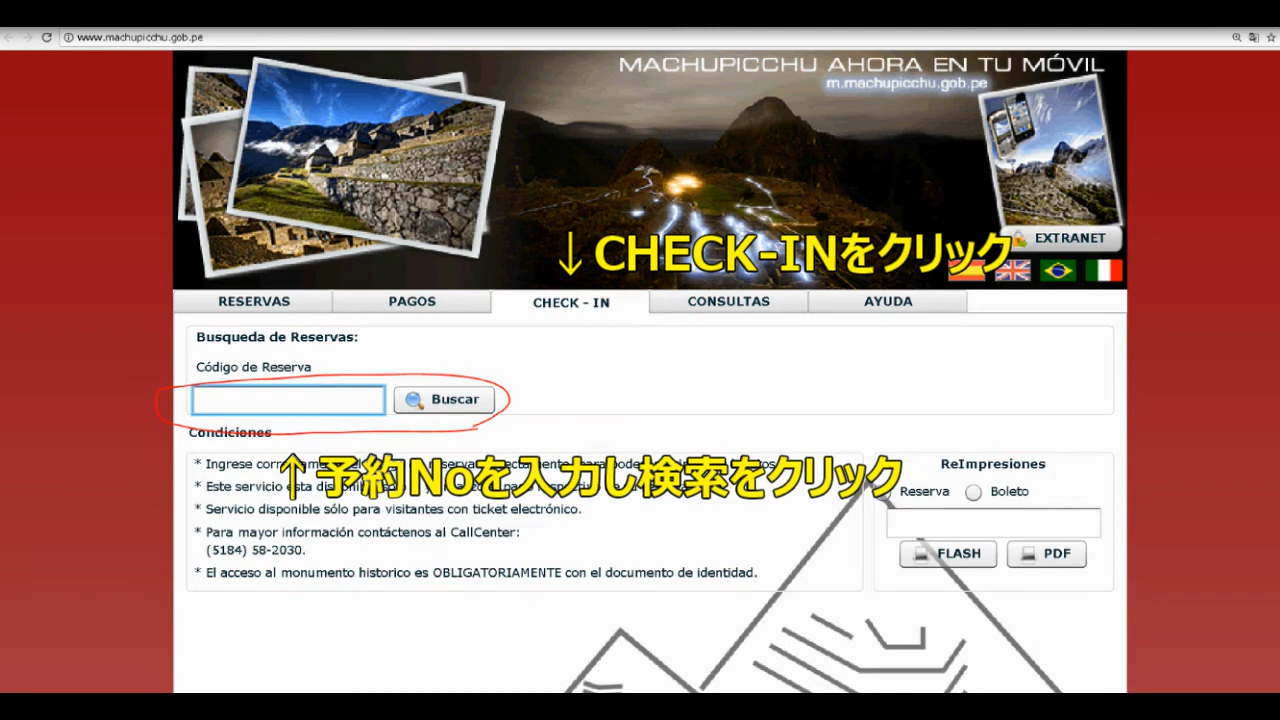 www.machupicchu.gob.pe
MACHUPICCHU AHORA EN TU MÓVIL
m.machupicchu.gob.pe
↓CHECK-INをクリック
EXTRANET
RESERVAS
PAGOS
CHECK - IN
CONSULTAS
AYUDA
Busqueda de Reservas:
Código de Reserva
Buscar
Condiciones
↑予約Noを入力し検索をクリック
* Ingrese
* Este servicio
* Servicio disponible sólo para visitantes con ticket electrónico.
* Para mayor información contáctenos al CallCenter:
(5184) 58-2030.
* El acceso al monumento historico es OBLIGATORIAMENTE con el documento de identidad.
ReImpresiones
Reserva
Boleto
FLASH
PDF